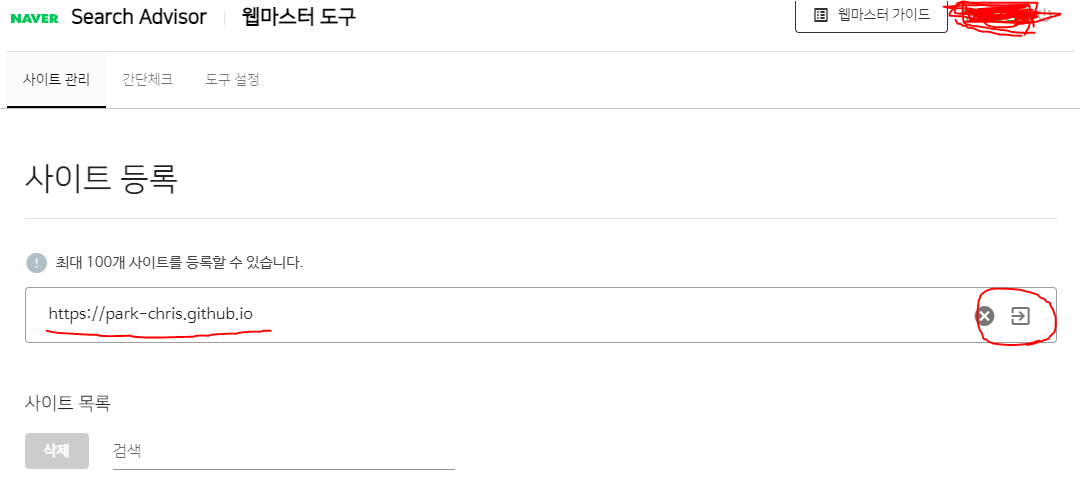 NAVER Search Advisor 웹마스터 도구
웹마스터 가이드
사이트 관리 간단체크 도구 설정
사이트 등록
최대 100개 사이트를 등록할 수 있습니다.
https://park-chris.github.io
사이트 목록
삭제 검색